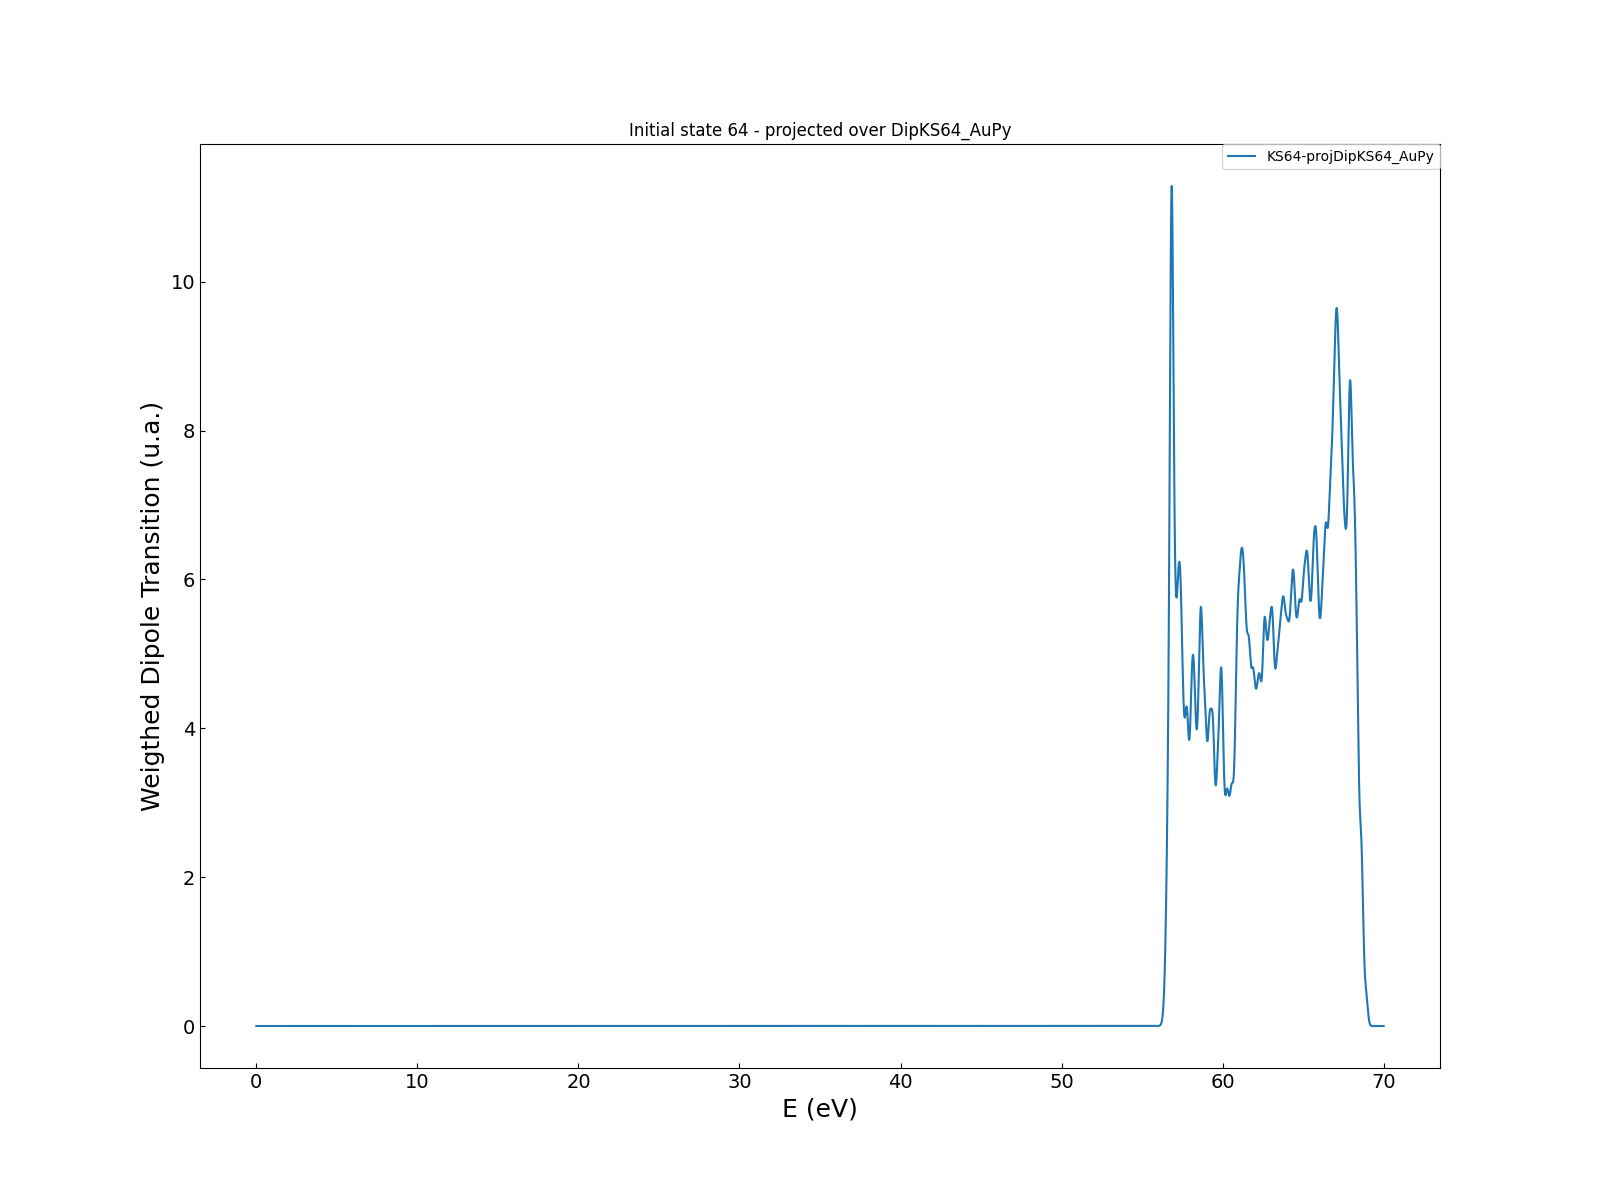 Initial state 64 - projected over DipKS64_AuPy
KS64-projDipKS64_AuPy
Weigthed Dipole Transition (u.a.)
10
8
6
4
2
0
0 10 20 30 40 50 60 70
E (eV)